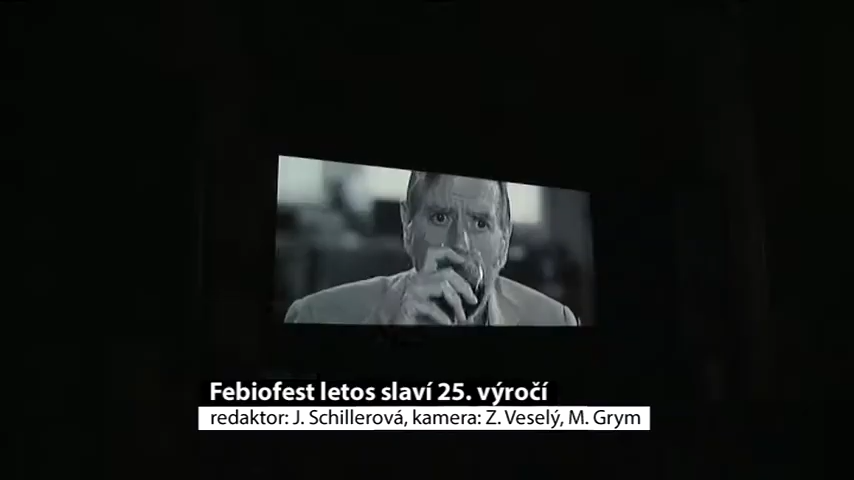 Febiofest letos slaví 25. výročí
redaktor: J. Schillerová, kamera: Z. Veselý, M. Grym